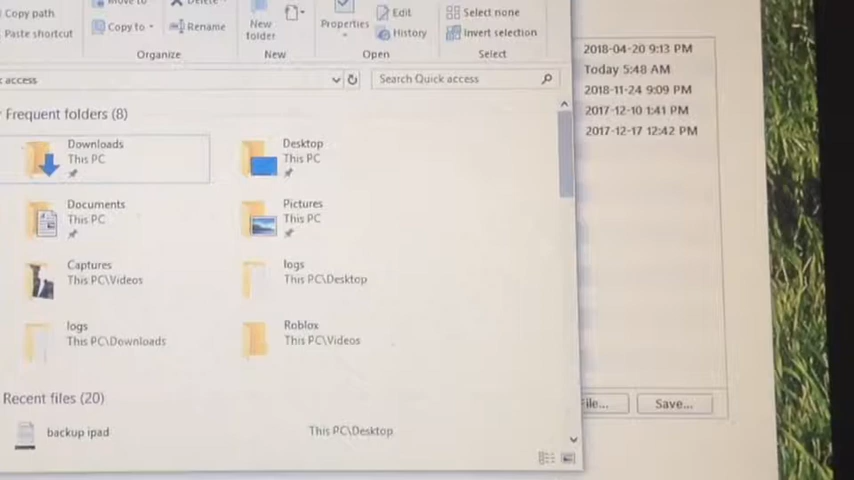 Copy path
Paste shortcut
Move to
Copy to
Delete
Rename
Organize
New
folder
New
Properties
Edit
History
Open
Select none
Invert selection
Select
access
Search Quick access
Frequent folders (8)
Downloads
This PC
Desktop
This PC
Documents
This PC
Pictures
This PC
Captures
This PC\Videos
logs
This PC\Desktop
logs
This PC\Downloads
Roblox
This PC\Videos
Recent files (20)
backup ipad
This PC\Desktop
2018-04-20 9:13 PM
Today 5:48 AM
2018-11-24 9:09 PM
2017-12-10 1:41 PM
2017-12-17 12:42 PM
File...
Save...